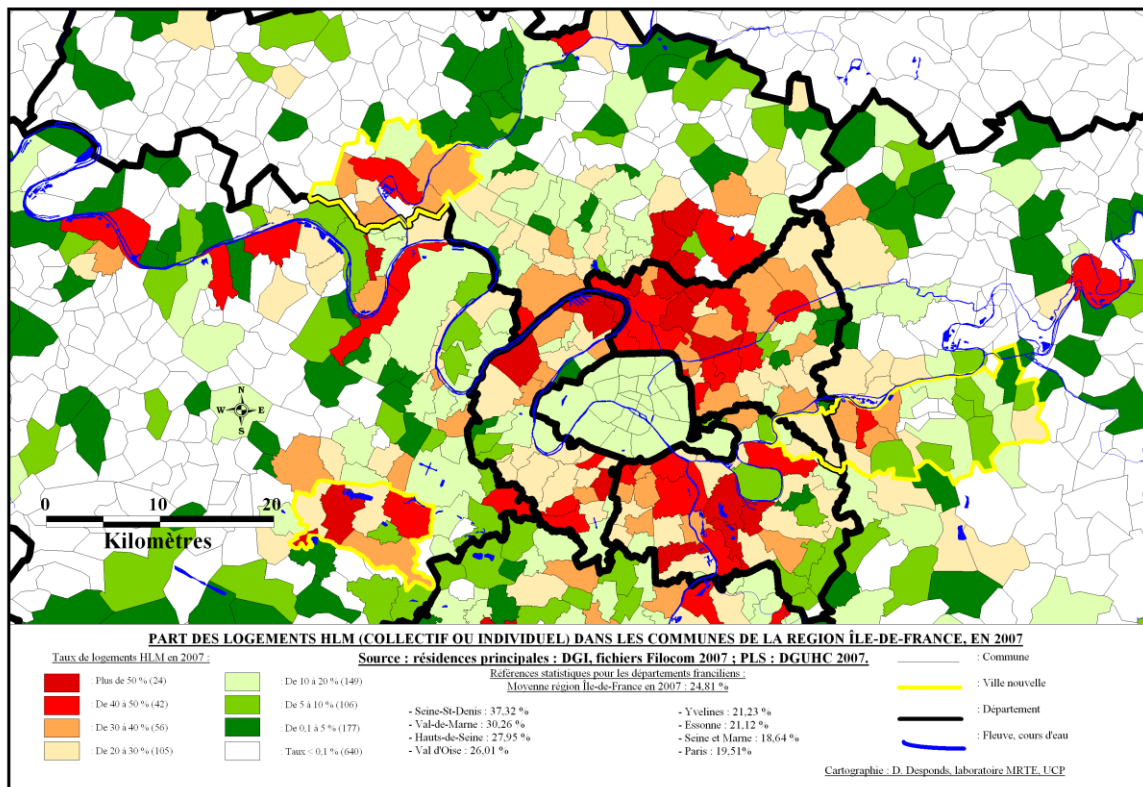 N
W E
S
0 10 20
Kilomètres
PART DES LOGEMENTS HLM (COLLECTIF OU INDIVIDUEL) DANS LES COMMUNES DE LA REGION ÎLE-DE-FRANCE, EN 2007
Taux de logements HLM en 2007 :
: Plus de 50 % (24)
: De 40 à 50 % (42)
: De 30 à 40 % (56)
: De 20 à 30 % (105)
: De 10 à 20 % (149)
: De 5 à 10 % (106)
: De 0,1 à 5 % (177)
: Taux < 0,1 % (640)
Source : résidences principales : DGI, fichiers Filocom 2007 ; PLS : DGUHC 2007.
Références statistiques pour les départements franciliens :
Moyenne région Île-de-France en 2007 : 24,81 %
- Seine-St-Denis : 37,32 %
- Val-de-Marne : 30,26 %
- Hauts-de-Seine : 27,95 %
- Val d'Oise : 26,01 %
- Yvelines : 21,23 %
- Essonne : 21,12 %
- Seine et Marne : 18,64 %
- Paris : 19,51%
: Commune
: Ville nouvelle
: Département
: Fleuve, cours d'eau
Cartographie : D. Desponds, laboratoire MRTE, UCP